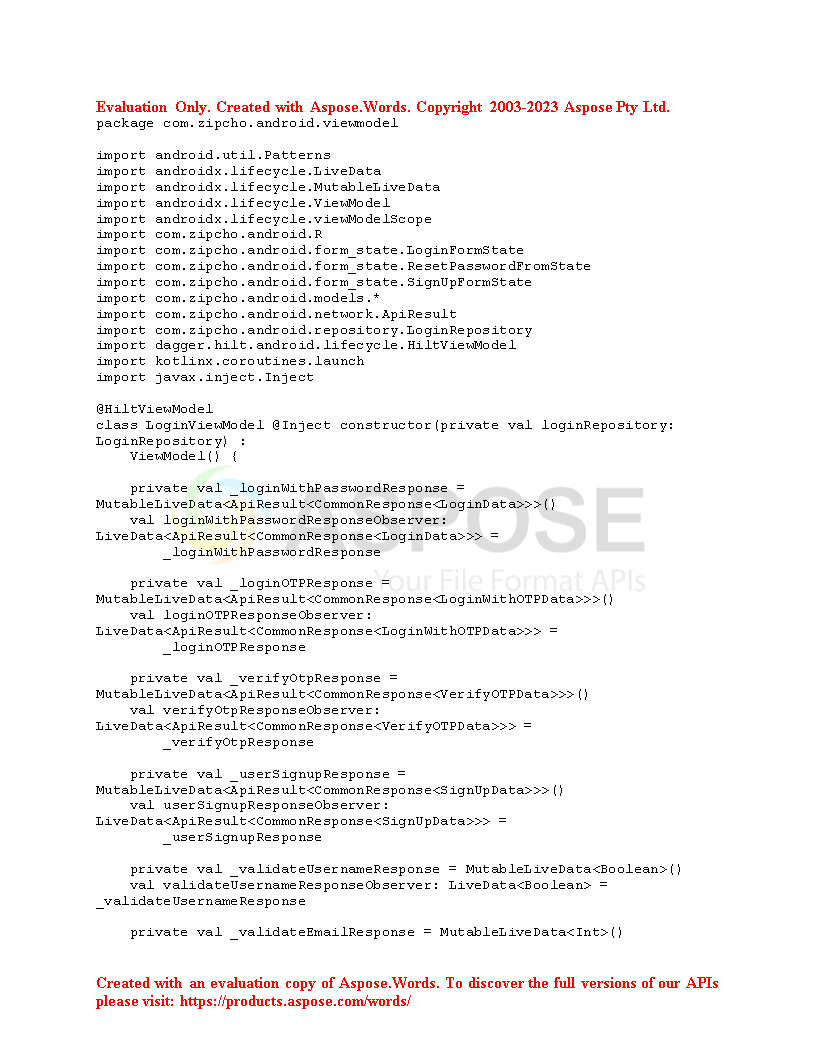 Evaluation Only. Created with Aspose.Words. Copyright 2003-2023 Aspose Pty Ltd.
package com.zipcho.android.viewmodel
import android.util.Patterns
import androidx.lifecycle.LiveData
import androidx.lifecycle.MutableLiveData
import androidx.lifecycle.ViewModel
import androidx.lifecycle.viewModelScope
import com.zipcho.android.R
import com.zipcho.android.form_state.LoginFormState
import com.zipcho.android.form_state.ResetPasswordFromState
import com.zipcho.android.form_state.SignUpFormState
import com.zipcho.android.models.*
import com.zipcho.android.network.ApiResult
import com.zipcho.android.repository.LoginRepository
import dagger.hilt.android.lifecycle.HiltViewModel
import kotlinx.coroutines.launch
import javax.inject.Inject
@HiltViewModel
class LoginViewModel @Inject constructor(private val loginRepository:
LoginRepository) :
    ViewModel() {
    private val _loginWithPasswordResponse =
MutableLiveData<ApiResult<CommonResponse<LoginData>>>()
    val loginWithPasswordResponseObserver:
LiveData<ApiResult<CommonResponse<LoginData>>> =
        _loginWithPasswordResponse
ASPOSE
Your File Format APIs
    private val _loginOTPResponse =
MutableLiveData<ApiResult<CommonResponse<LoginWithOTPData>>>()
    val loginOTPResponseObserver:
LiveData<ApiResult<CommonResponse<LoginWithOTPData>>> =
        _loginOTPResponse
    private val _verifyOtpResponse =
MutableLiveData<ApiResult<CommonResponse<VerifyOTPData>>>()
    val verifyOtpResponseObserver:
LiveData<ApiResult<CommonResponse<VerifyOTPData>>> =
        _verifyOtpResponse
    private val _userSignupResponse =
MutableLiveData<ApiResult<CommonResponse<SignUpData>>>()
    val userSignupResponseObserver:
LiveData<ApiResult<CommonResponse<SignUpData>>> =
        _userSignupResponse
    private val _validateUsernameResponse = MutableLiveData<Boolean>()
    val validateUsernameResponseObserver: LiveData<Boolean> =
_validateUsernameResponse
    private val _validateEmailResponse = MutableLiveData<Int>()
Created with an evaluation copy of Aspose.Words. To discover the full versions of our APIs
please visit: https://products.aspose.com/words/